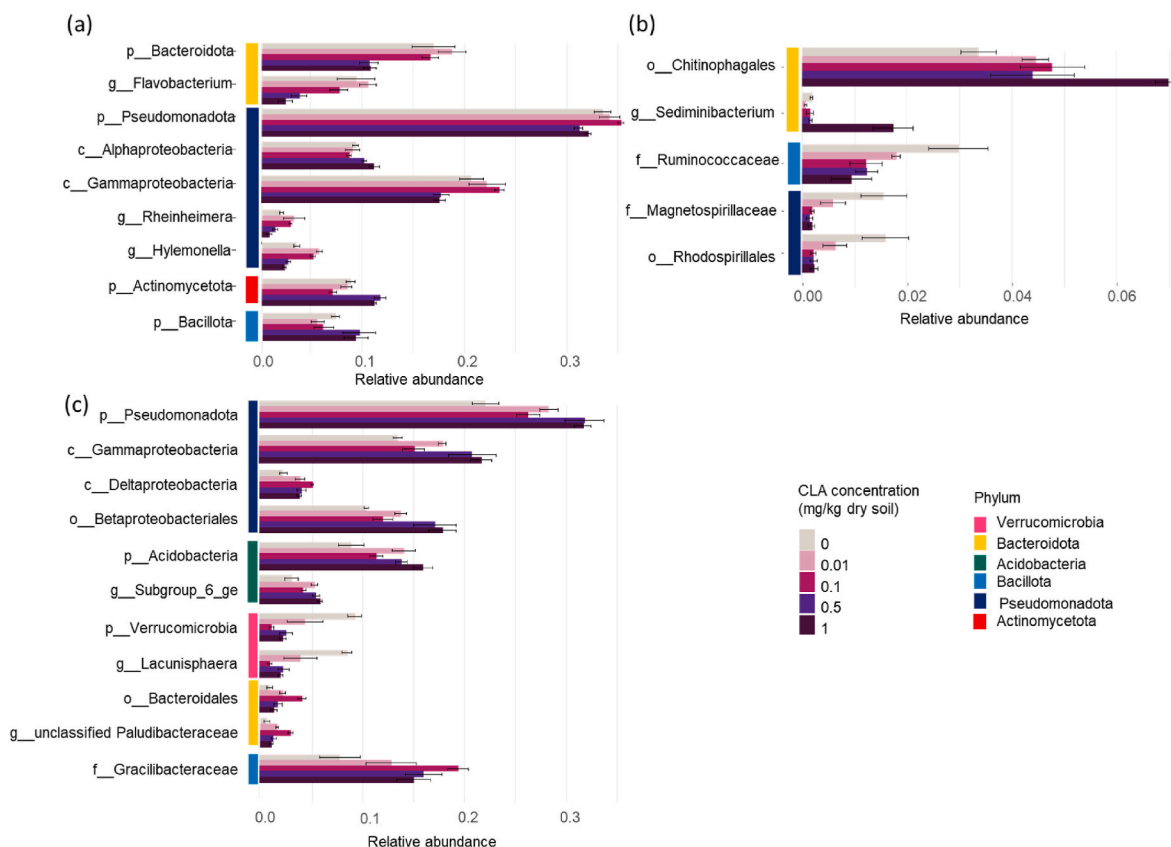 (a)
p__Bacteroidota
g__Flavobacterium
p__Pseudomonadota
c__Alphaproteobacteria
c__Gammaproteobacteria
g__Rheinheimera
g__Hylemonella
p__Actinomycetota
p__Bacillota
0.0 0.1 0.2 0.3
Relative abundance
(b)
o__Chitinophagales
g__Sediminibacterium
f__Ruminococcaceae
f__Magnetospirillaceae
o__Rhodospirillales
0.00 0.02 0.04 0.06
Relative abundance
(c)
p__Pseudomonadota
c__Gammaproteobacteria
c__Deltaproteobacteria
o__Betaproteobacteriales
p__Acidobacteria
g__Subgroup_6_ge
p__Verrucomicrobia
g__Lacunisphaera
o__Bacteroidales
g__unclassified Paludibacteraceae
f__Gracilibacteraceae
0.0 0.1 0.2 0.3
Relative abundance
CLA concentration
(mg/kg dry soil)
0
0.01
0.1
0.5
1
Phylum
Verrucomicrobia
Bacteroidota
Acidobacteria
Bacillota
Pseudomonadota
Actinomycetota